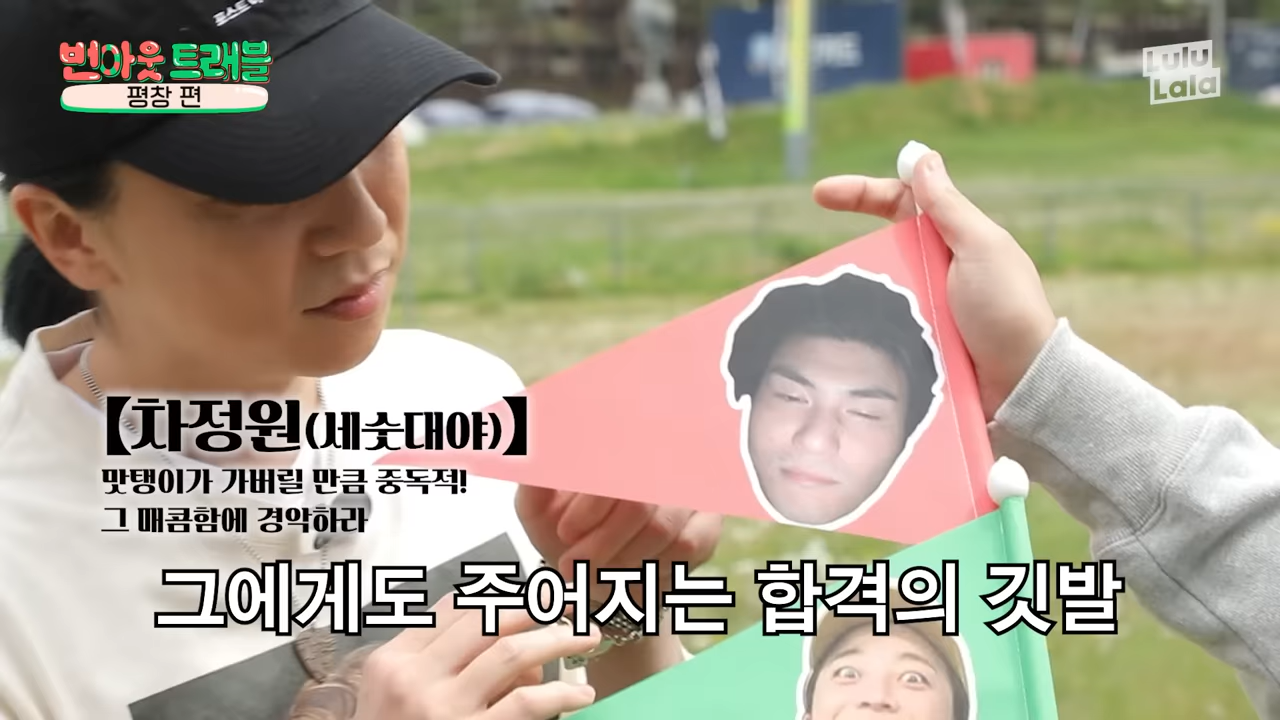 빈아웃 트래블
평창 편
Lulu
Lala
【차정원(세숫대야)】
맛탱이가 가버릴 만큼 중독적!
그 매콤함에 경악하라
그에게도 주어지는 합격의 깃발